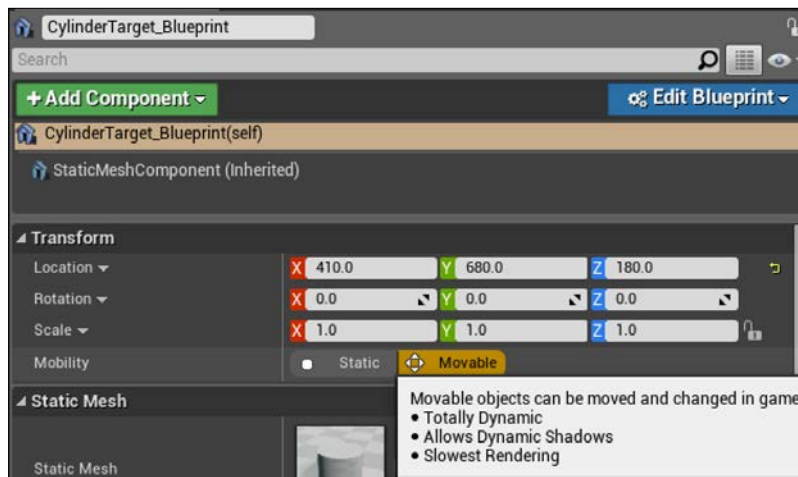 CylinderTarget_Blueprint
Search
+ Add Component
Edit Blueprint
CylinderTarget_Blueprint(self)
StaticMeshComponent (Inherited)
Transform
Location X 410.0 Y 680.0 Z 180.0
Rotation X 0.0 Y 0.0 Z 0.0
Scale X 1.0 Y 1.0 Z 1.0
Mobility Static Movable
Static Mesh
Movable objects can be moved and changed in game
• Totally Dynamic
• Allows Dynamic Shadows
• Slowest Rendering
Static Mesh